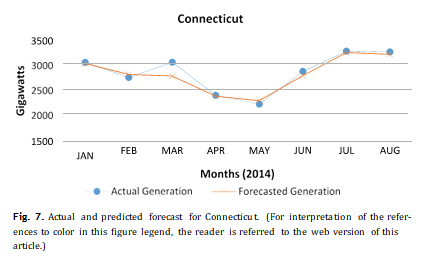 Connecticut
3500
3000
2500
2000
1500
Gigawatts
JAN FEB MAR APR MAY JUN JUL AUG
Months (2014)
Actual Generation Forecasted Generation
Fig. 7. Actual and predicted forecast for Connecticut. (For interpretation of the refer-
ences to color in this figure legend, the reader is referred to the web version of this
article.)